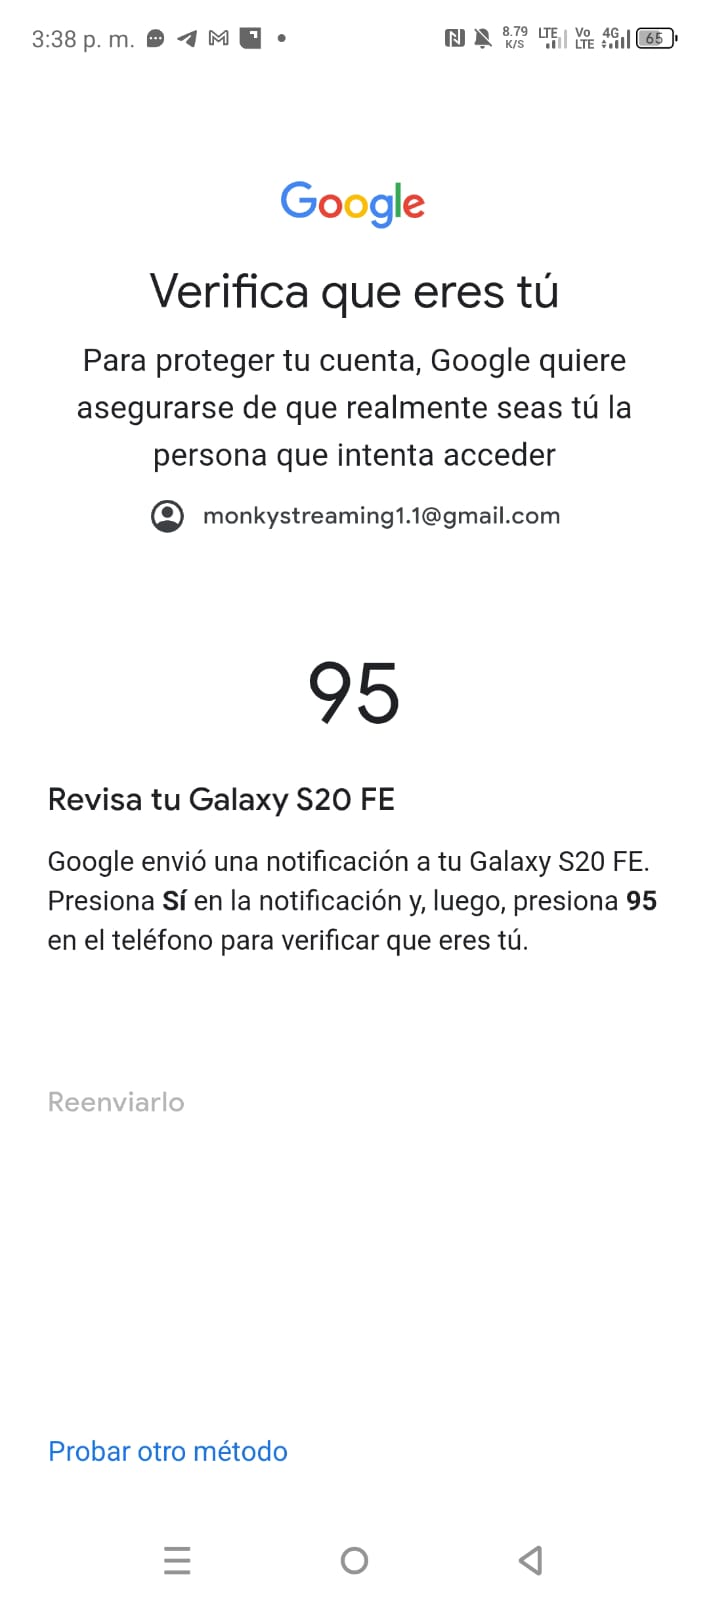 3:38 p. m.
8.79 K/S LTE Vo LTE 4G 65
Google
Verifica que eres tú
Para proteger tu cuenta, Google quiere
asegurarse de que realmente seas tú la
persona que intenta acceder
monkystreaming1.1@gmail.com
95
Revisa tu Galaxy S20 FE
Google envió una notificación a tu Galaxy S20 FE.
Presiona Sí en la notificación y, luego, presiona 95
en el teléfono para verificar que eres tú.
Reenviarlo
Probar otro método